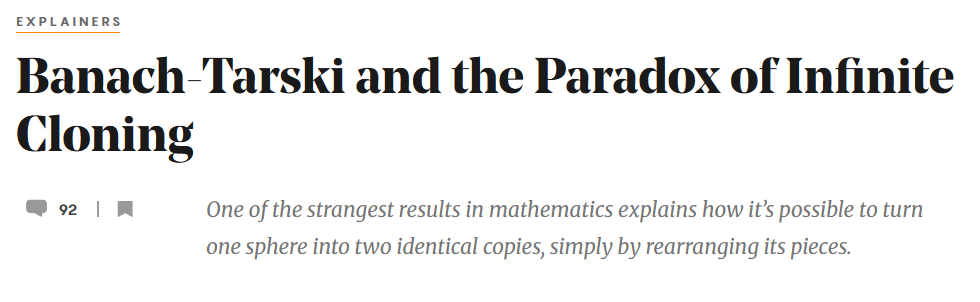 EXPLAINERS
Banach-Tarski and the Paradox of Infinite
Cloning
92
One of the strangest results in mathematics explains how it’s possible to turn
one sphere into two identical copies, simply by rearranging its pieces.